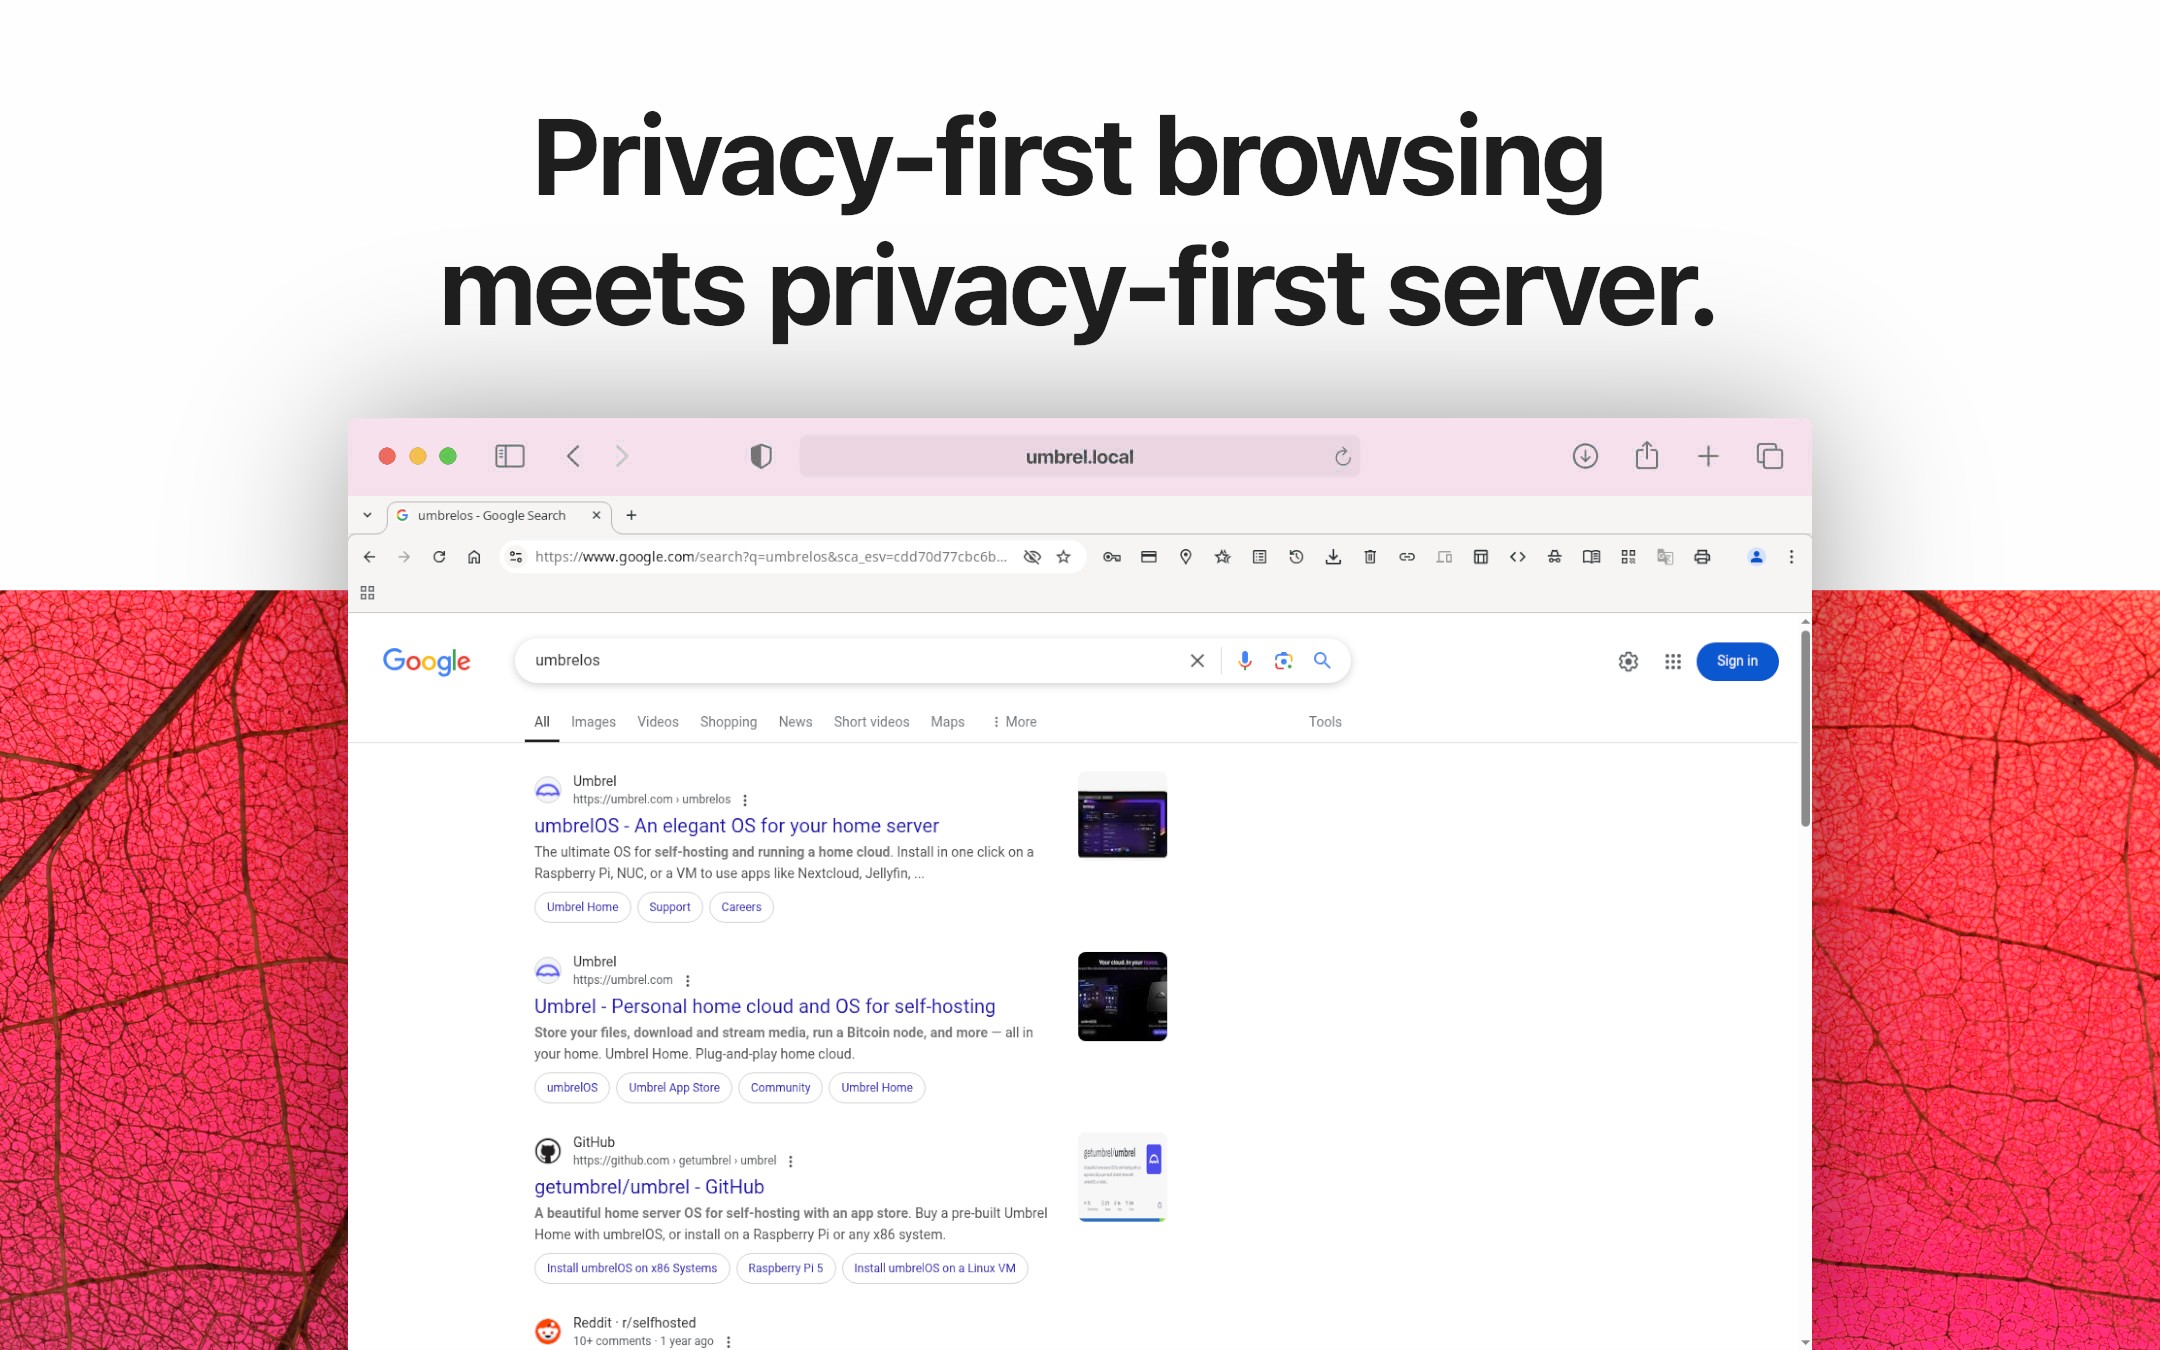 Privacy-first browsing
meets privacy-first server.
umbrel.local
umbrelos - Google Search
https://www.google.com/search?q=umbrelos&sca_esv=cdd70d77cbc6b...
Google
umbrelos
Sign in
All Images Videos Shopping News Short videos Maps More Tools
Umbrel
https://umbrel.com › umbrelos
umbrelOS - An elegant OS for your home server
The ultimate OS for self-hosting and running a home cloud. Install in one click on a
Raspberry Pi, NUC, or a VM to use apps like Nextcloud, Jellyfin, ...
Umbrel Home Support Careers
Umbrel
https://umbrel.com
Your cloud. In your home.
Umbrel - Personal home cloud and OS for self-hosting
Store your files, download and stream media, run a Bitcoin node, and more — all in
your home. Umbrel Home. Plug-and-play home cloud.
umbrelOS Umbrel App Store Community Umbrel Home
GitHub
https://github.com › getumbrel › umbrel
getumbrel/umbrel
getumbrel/umbrel - GitHub
A beautiful home server OS for self-hosting with an app store. Buy a pre-built Umbrel
Home with umbrelOS, or install on a Raspberry Pi or any x86 system.
Install umbrelOS on x86 Systems Raspberry Pi 5 Install umbrelOS on a Linux VM
Reddit · r/selfhosted
10+ comments · 1 year ago